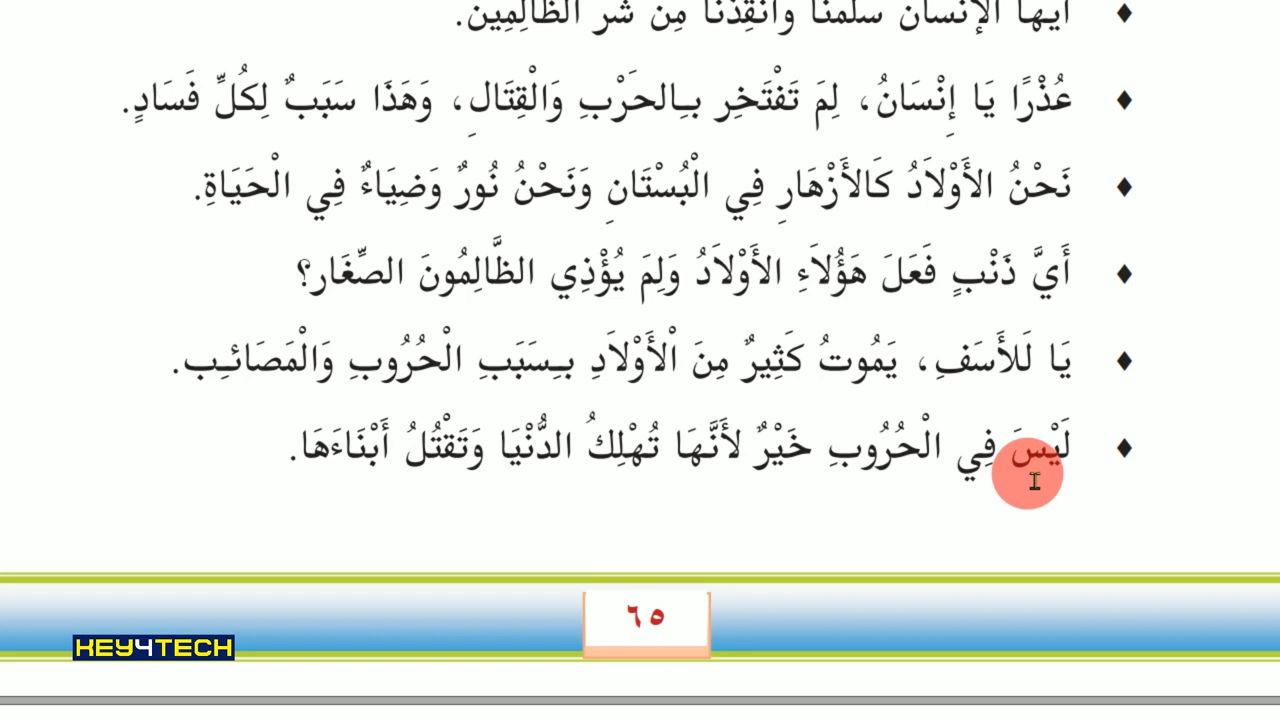 أيها الإنسان سلمنا وأنقذنا مِن شر الظالِمِين.
عُذْرًا يَا إِنْسَانُ، لِمَ تَفْتَخِر بِالحَرْبِ وَالْقِتَالِ، وَهَذَا سَبَبٌ لِكُلِّ فَسَادٍ.
نَحْنُ الأَوْلَادُ كَالأَزْهَارِ فِي الْبُسْتَانِ وَنَحْنُ نُورٌ وَضِيَاءٌ فِي الْحَيَاةِ.
أَيَّ ذَنْبٍ فَعَلَ هَؤُلَاءِ الأَوْلَادُ وَلِمَ يُؤْذِي الظَّالِمُونَ الصِّغَار؟
يَا لَلأَسَفِ، يَمُوتُ كَثِيرٌ مِنَ الْأَوْلَادِ بِسَبَبِ الْحُرُوبِ وَالْمَصَائِب.
لَيْسَ فِي الْحُرُوبِ خَيْرٌ لأَنَّهَا تُهْلِكُ الدُّنْيَا وَتَقْتُلُ أَبْنَاءَهَا.
٦٥
KEY4TECH